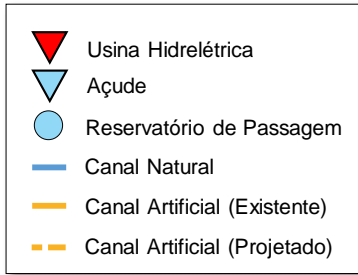 Usina Hidrelétrica
Açude
Reservatório de Passagem
Canal Natural
Canal Artificial (Existente)
Canal Artificial (Projetado)